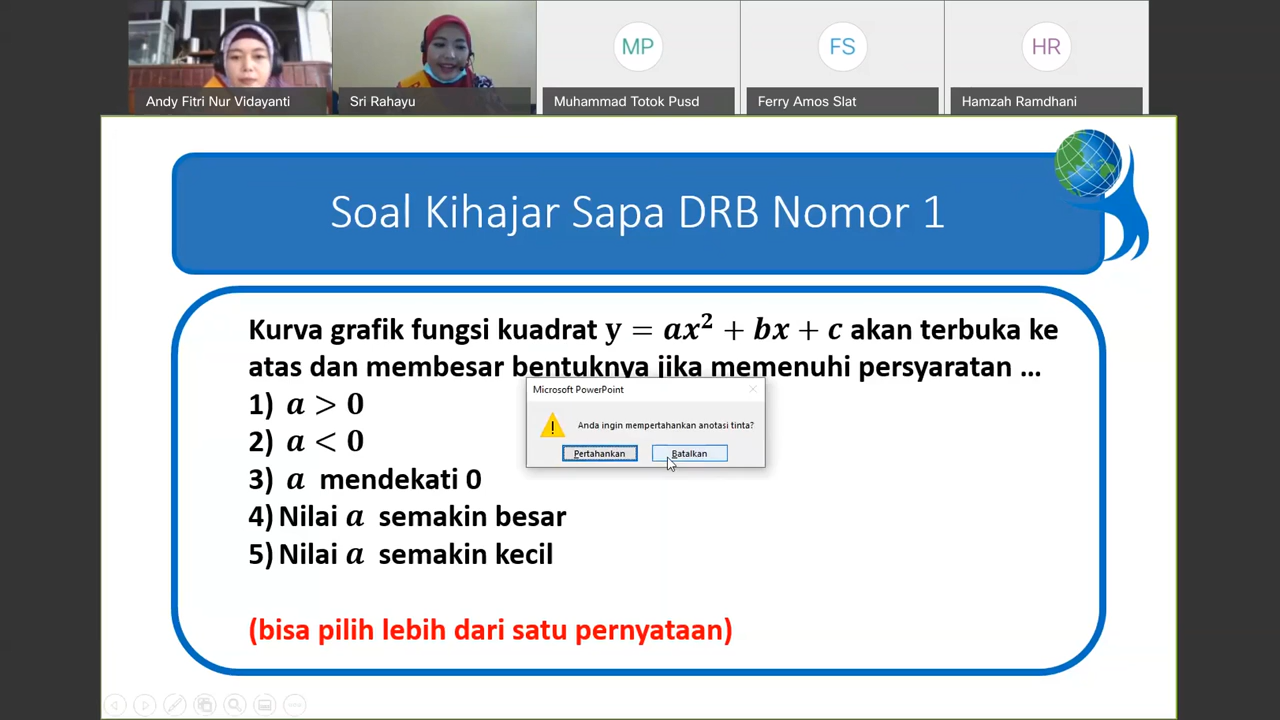 MP
FS
HR
Andy Fitri Nur Vidayanti
Sri Rahayu
Muhammad Totok Pusd
Ferry Amos Slat
Hamzah Ramdhani
Soal Kihajar Sapa DRB Nomor 1
Kurva grafik fungsi kuadrat y = ax² + bx + c akan terbuka ke
atas dan membesar bentuknya jika memenuhi persyaratan ...
1) a > 0
2) a < 0
3) a mendekati 0
4) Nilai a semakin besar
5) Nilai a semakin kecil
(bisa pilih lebih dari satu pernyataan)
Microsoft PowerPoint
Anda ingin mempertahankan anotasi tinta?
Pertahankan
Batalkan